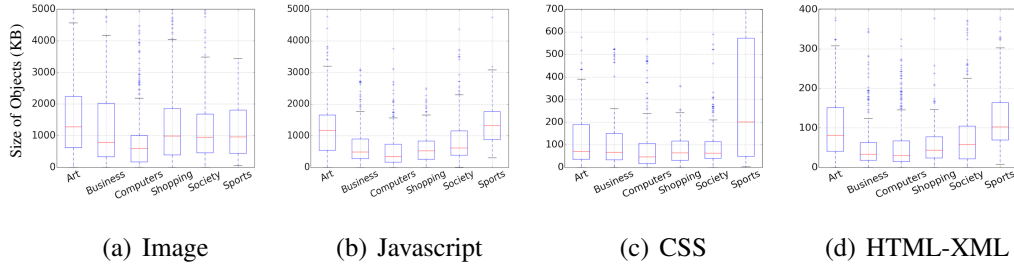 Size of Objects (KB)
5000
4000
3000
2000
1000
0
Art
Business
Computers
Shopping
Society
Sports
(a) Image
5000
4000
3000
2000
1000
0
Art
Business
Computers
Shopping
Society
Sports
(b) Javascript
700
600
500
400
300
200
100
0
Art
Business
Computers
Shopping
Society
Sports
(c) CSS
400
300
200
100
0
Art
Business
Computers
Shopping
Society
Sports
(d) HTML-XML